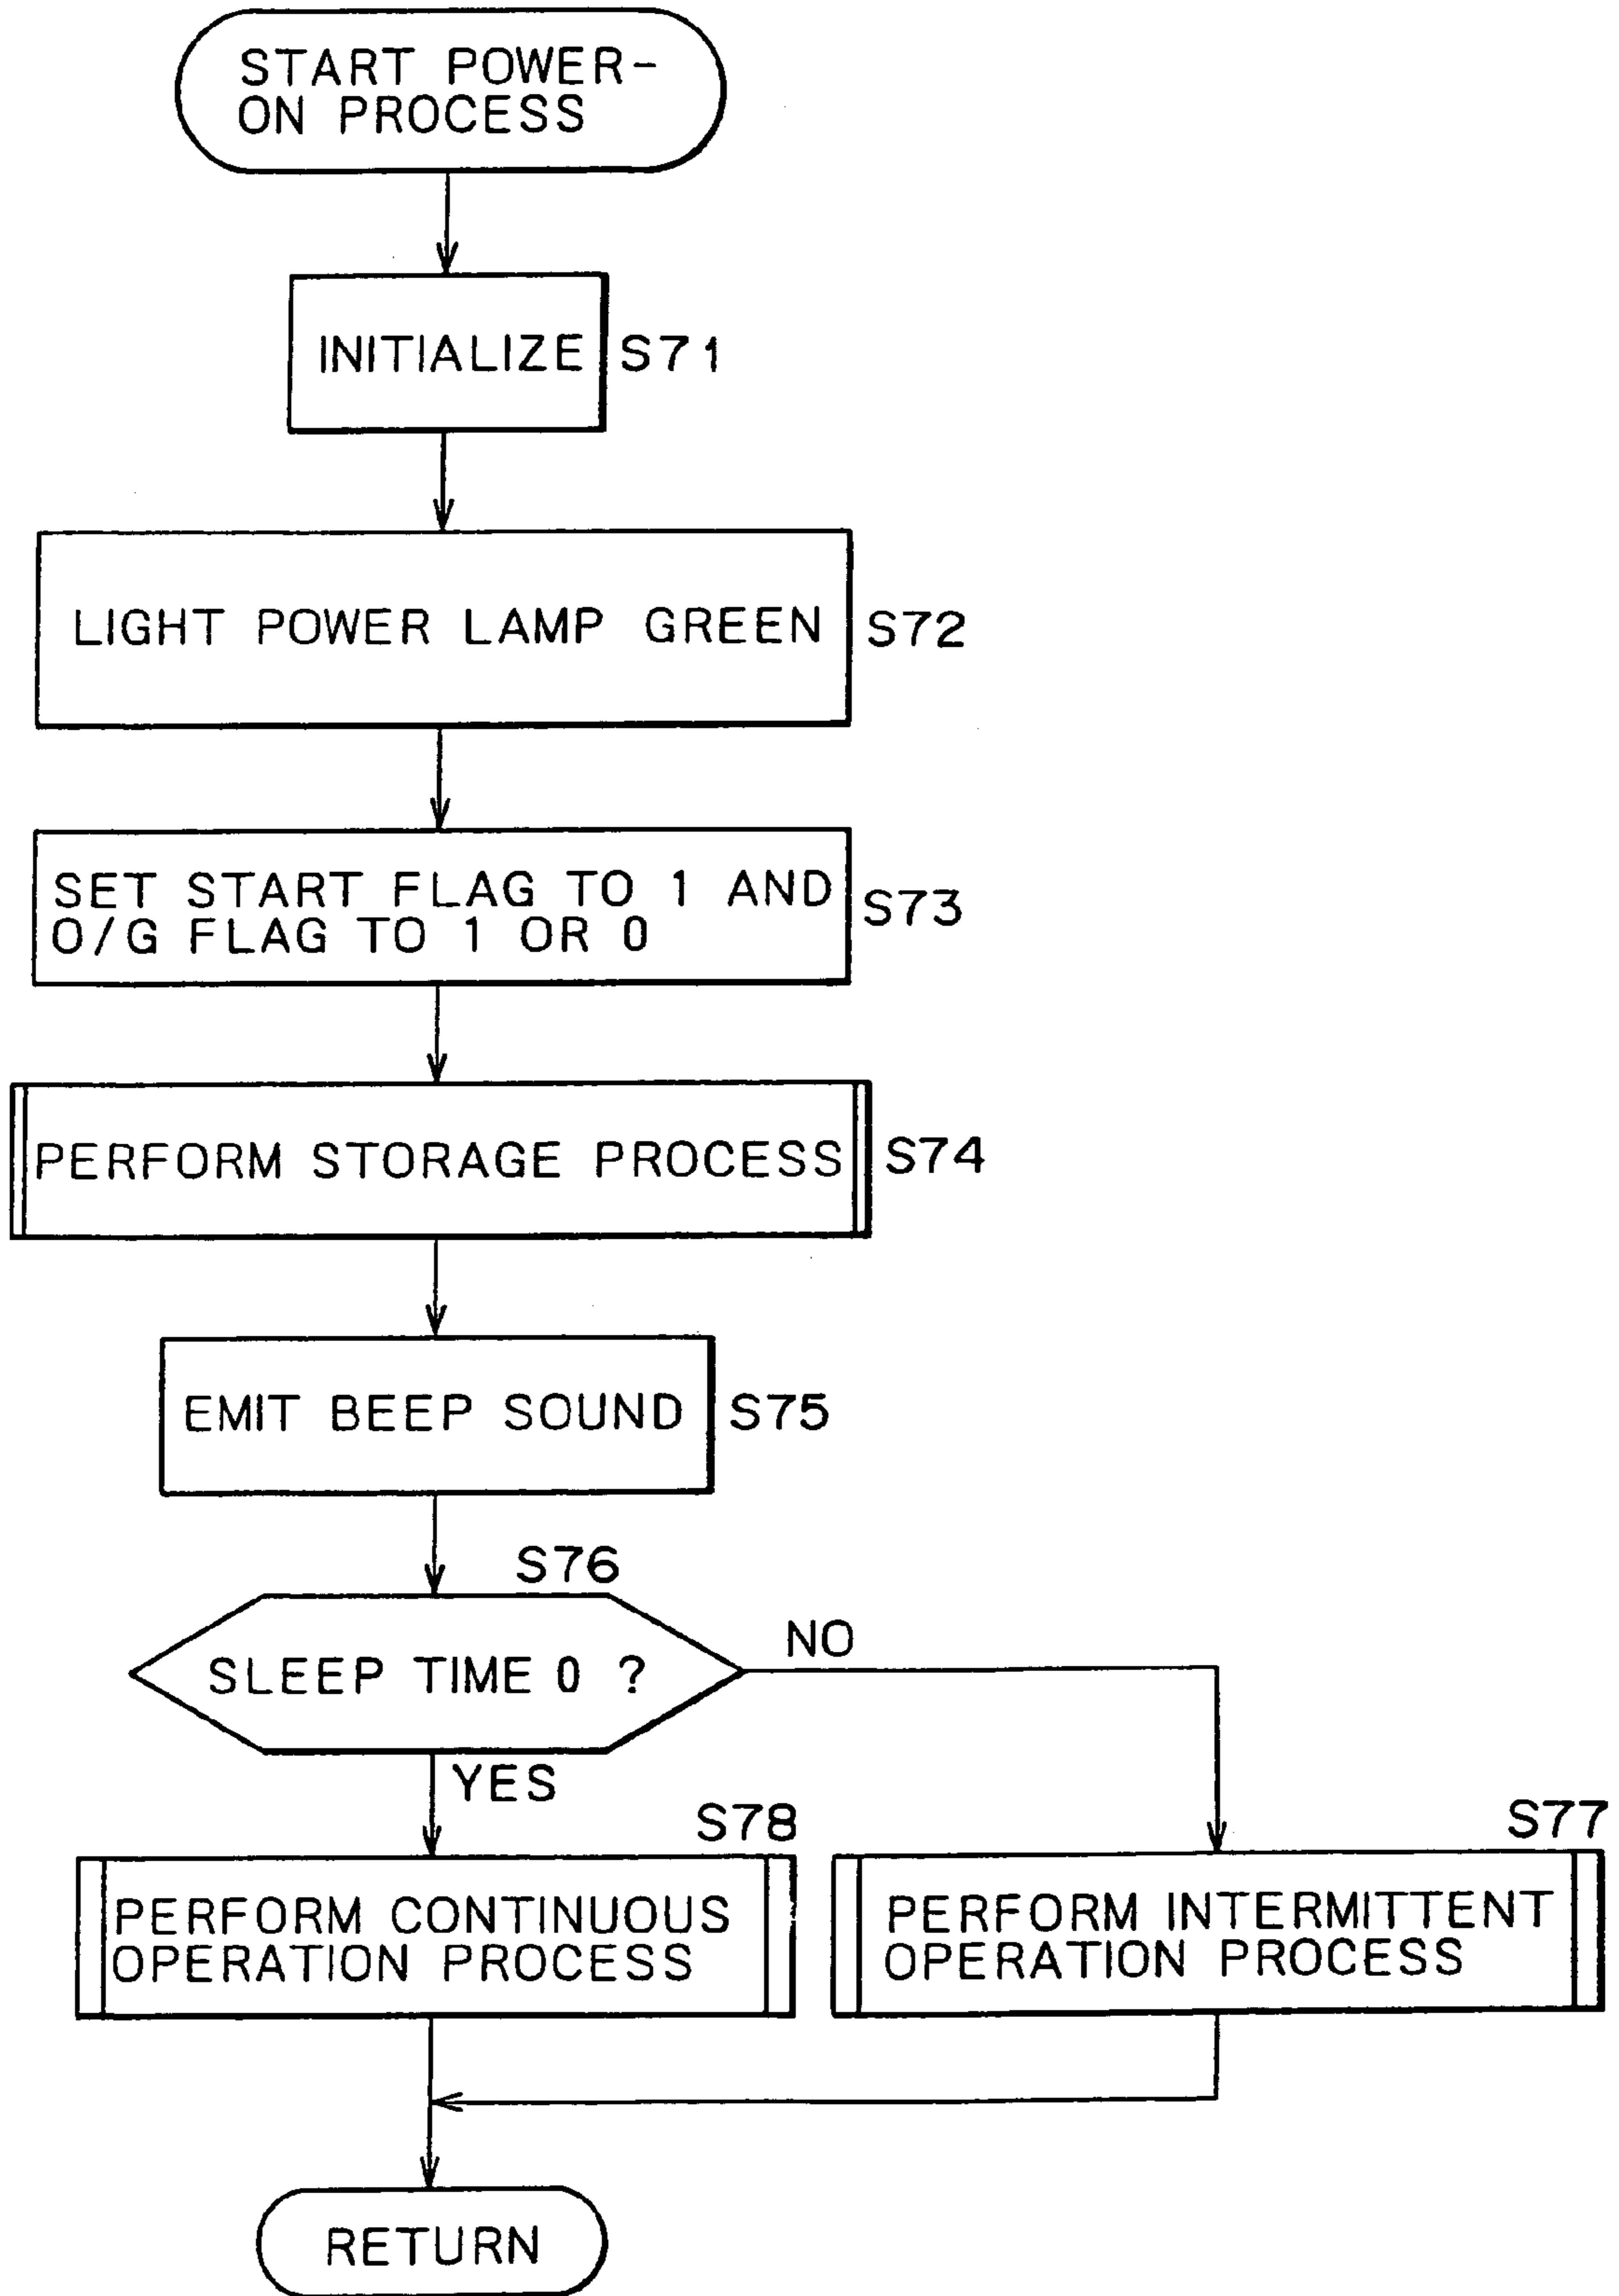 START POWER-
ON PROCESS
INITIALIZE
S71
LIGHT POWER LAMP GREEN
S72
SET START FLAG TO 1 AND
O/G FLAG TO 1 OR 0
S73
PERFORM STORAGE PROCESS
S74
EMIT BEEP SOUND
S75
S76
SLEEP TIME 0 ?
NO
YES
S78
PERFORM CONTINUOUS
OPERATION PROCESS
S77
PERFORM INTERMITTENT
OPERATION PROCESS
RETURN